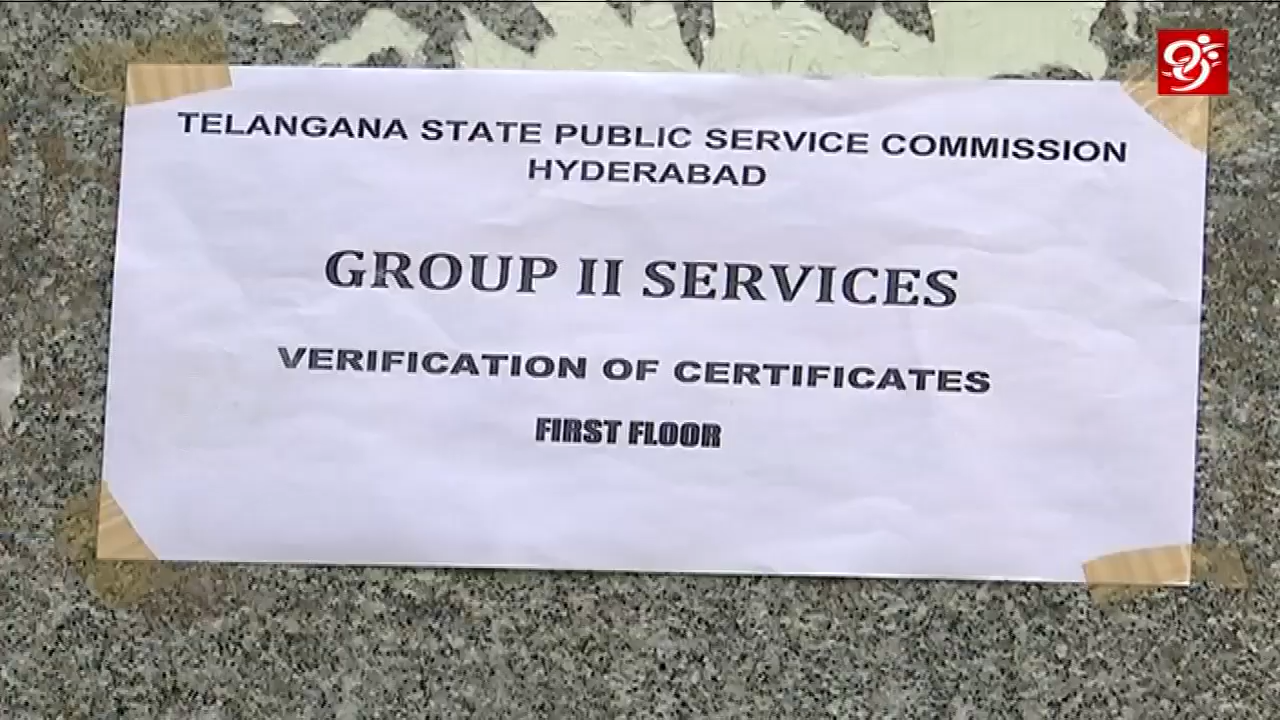 TELANGANA STATE PUBLIC SERVICE COMMISSION
HYDERABAD
GROUP II SERVICES
VERIFICATION OF CERTIFICATES
FIRST FLOOR